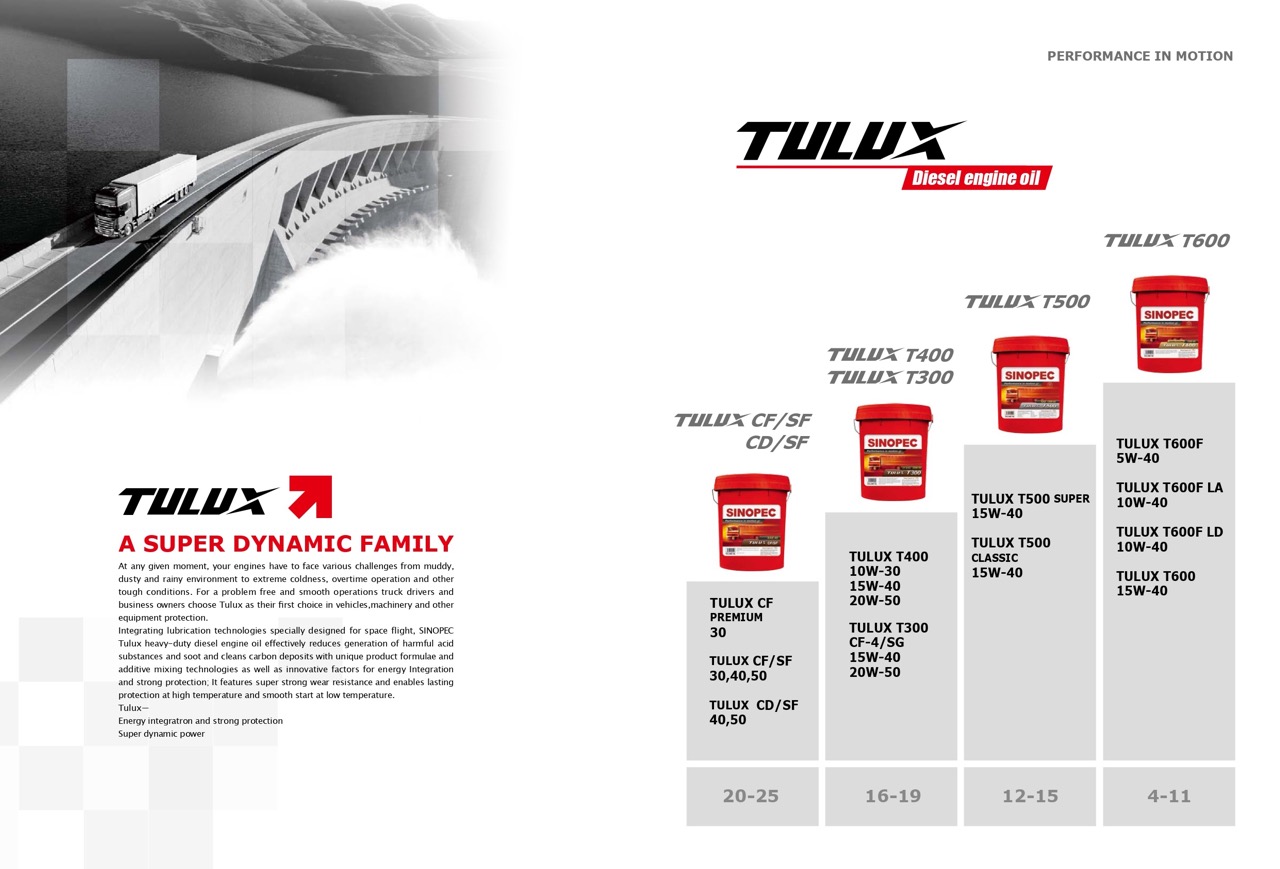 TULUX
A SUPER DYNAMIC FAMILY
At any given moment, your engines have to face various challenges from muddy,
dusty and rainy environment to extreme coldness, overtime operation and other
tough conditions. For a problem free and smooth operations truck drivers and
business owners choose Tulux as their first choice in vehicles,machinery and other
equipment protection.
Integrating lubrication technologies specially designed for space flight, SINOPEC
Tulux heavy-duty diesel engine oil effectively reduces generation of harmful acid
substances and soot and cleans carbon deposits with unique product formulae and
additive mixing technologies as well as innovative factors for energy Integration
and strong protection; It features super strong wear resistance and enables lasting
protection at high temperature and smooth start at low temperature.
Tulux—
Energy integratron and strong protection
Super dynamic power
PERFORMANCE IN MOTION
TULUX
Diesel engine oil
TULUX CF/SF
CD/SF
SINOPEC
TULUX CF
PREMIUM
30
TULUX CF/SF
30,40,50
TULUX CD/SF
40,50
20-25
TULUX T400
TULUX T300
SINOPEC
TULUX T400
10W-30
15W-40
20W-50
TULUX T300
CF-4/SG
15W-40
20W-50
16-19
TULUX T500
SINOPEC
TULUX T500 SUPER
15W-40
TULUX T500
CLASSIC
15W-40
12-15
TULUX T600
SINOPEC
TULUX T600F
5W-40
TULUX T600F LA
10W-40
TULUX T600F LD
10W-40
TULUX T600
15W-40
4-11